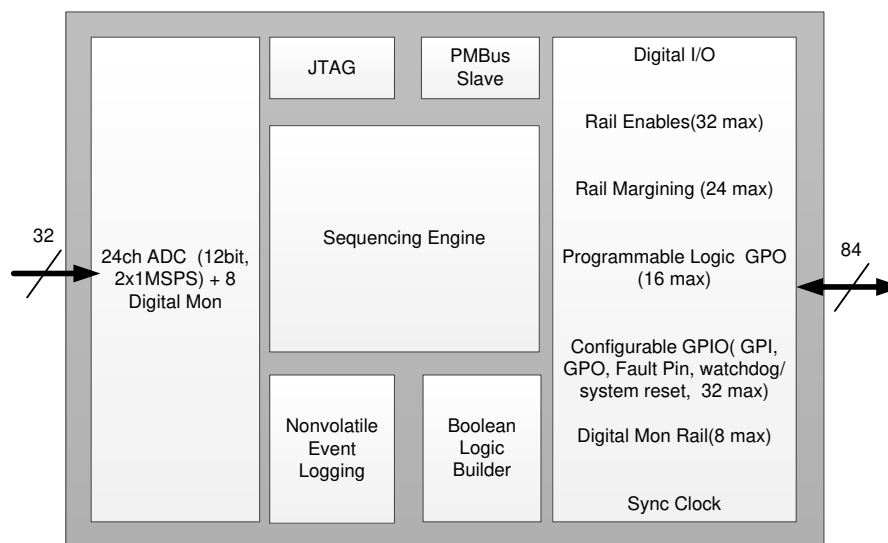 JTAG
PMBus
Slave
Digital I/O
Rail Enables(32 max)
Rail Margining (24 max)
32
24ch ADC (12bit,
2x1MSPS) + 8
Digital Mon
Sequencing Engine
Programmable Logic GPO
(16 max)
84
Configurable GPIO( GPI,
GPO, Fault Pin, watchdog/
system reset, 32 max)
Nonvolatile
Event
Logging
Boolean
Logic
Builder
Digital Mon Rail(8 max)
Sync Clock